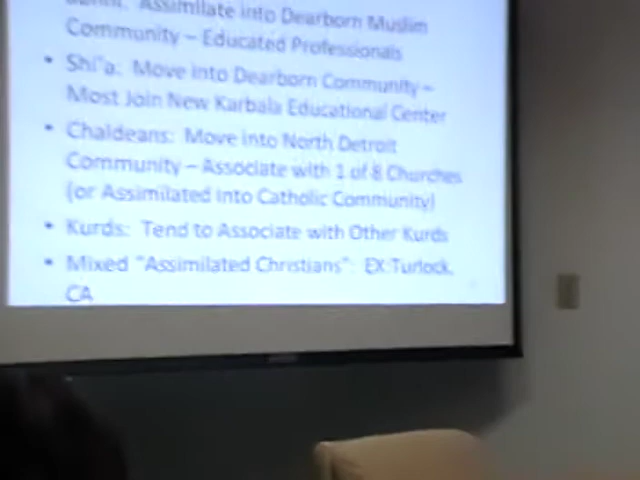 Assimilate into Dearborn Muslim
Community – Educated Professionals
• Shi'a: Move into Dearborn Community –
Most Join New Karbala Educational Center
• Chaldeans: Move into North Detroit
Community – Associate with 1 of 8 Churches
(or Assimilated into Catholic Community)
• Kurds: Tend to Associate with Other Kurds
• Mixed "Assimilated Christians": EX:Turlock,
CA